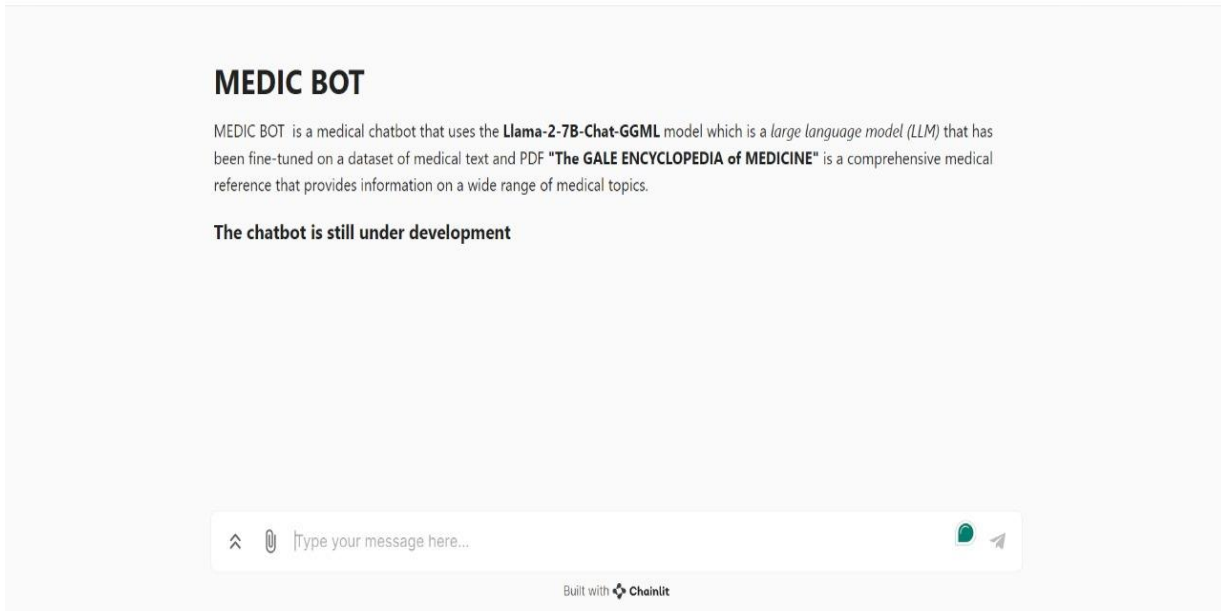 MEDIC BOT
MEDIC BOT is a medical chatbot that uses the Llama-2-7B-Chat-GGML model which is a large language model (LLM) that has
been fine-tuned on a dataset of medical text and PDF "The GALE ENCYCLOPEDIA of MEDICINE" is a comprehensive medical
reference that provides information on a wide range of medical topics.
The chatbot is still under development
Type your message here...
Built with Chainlit